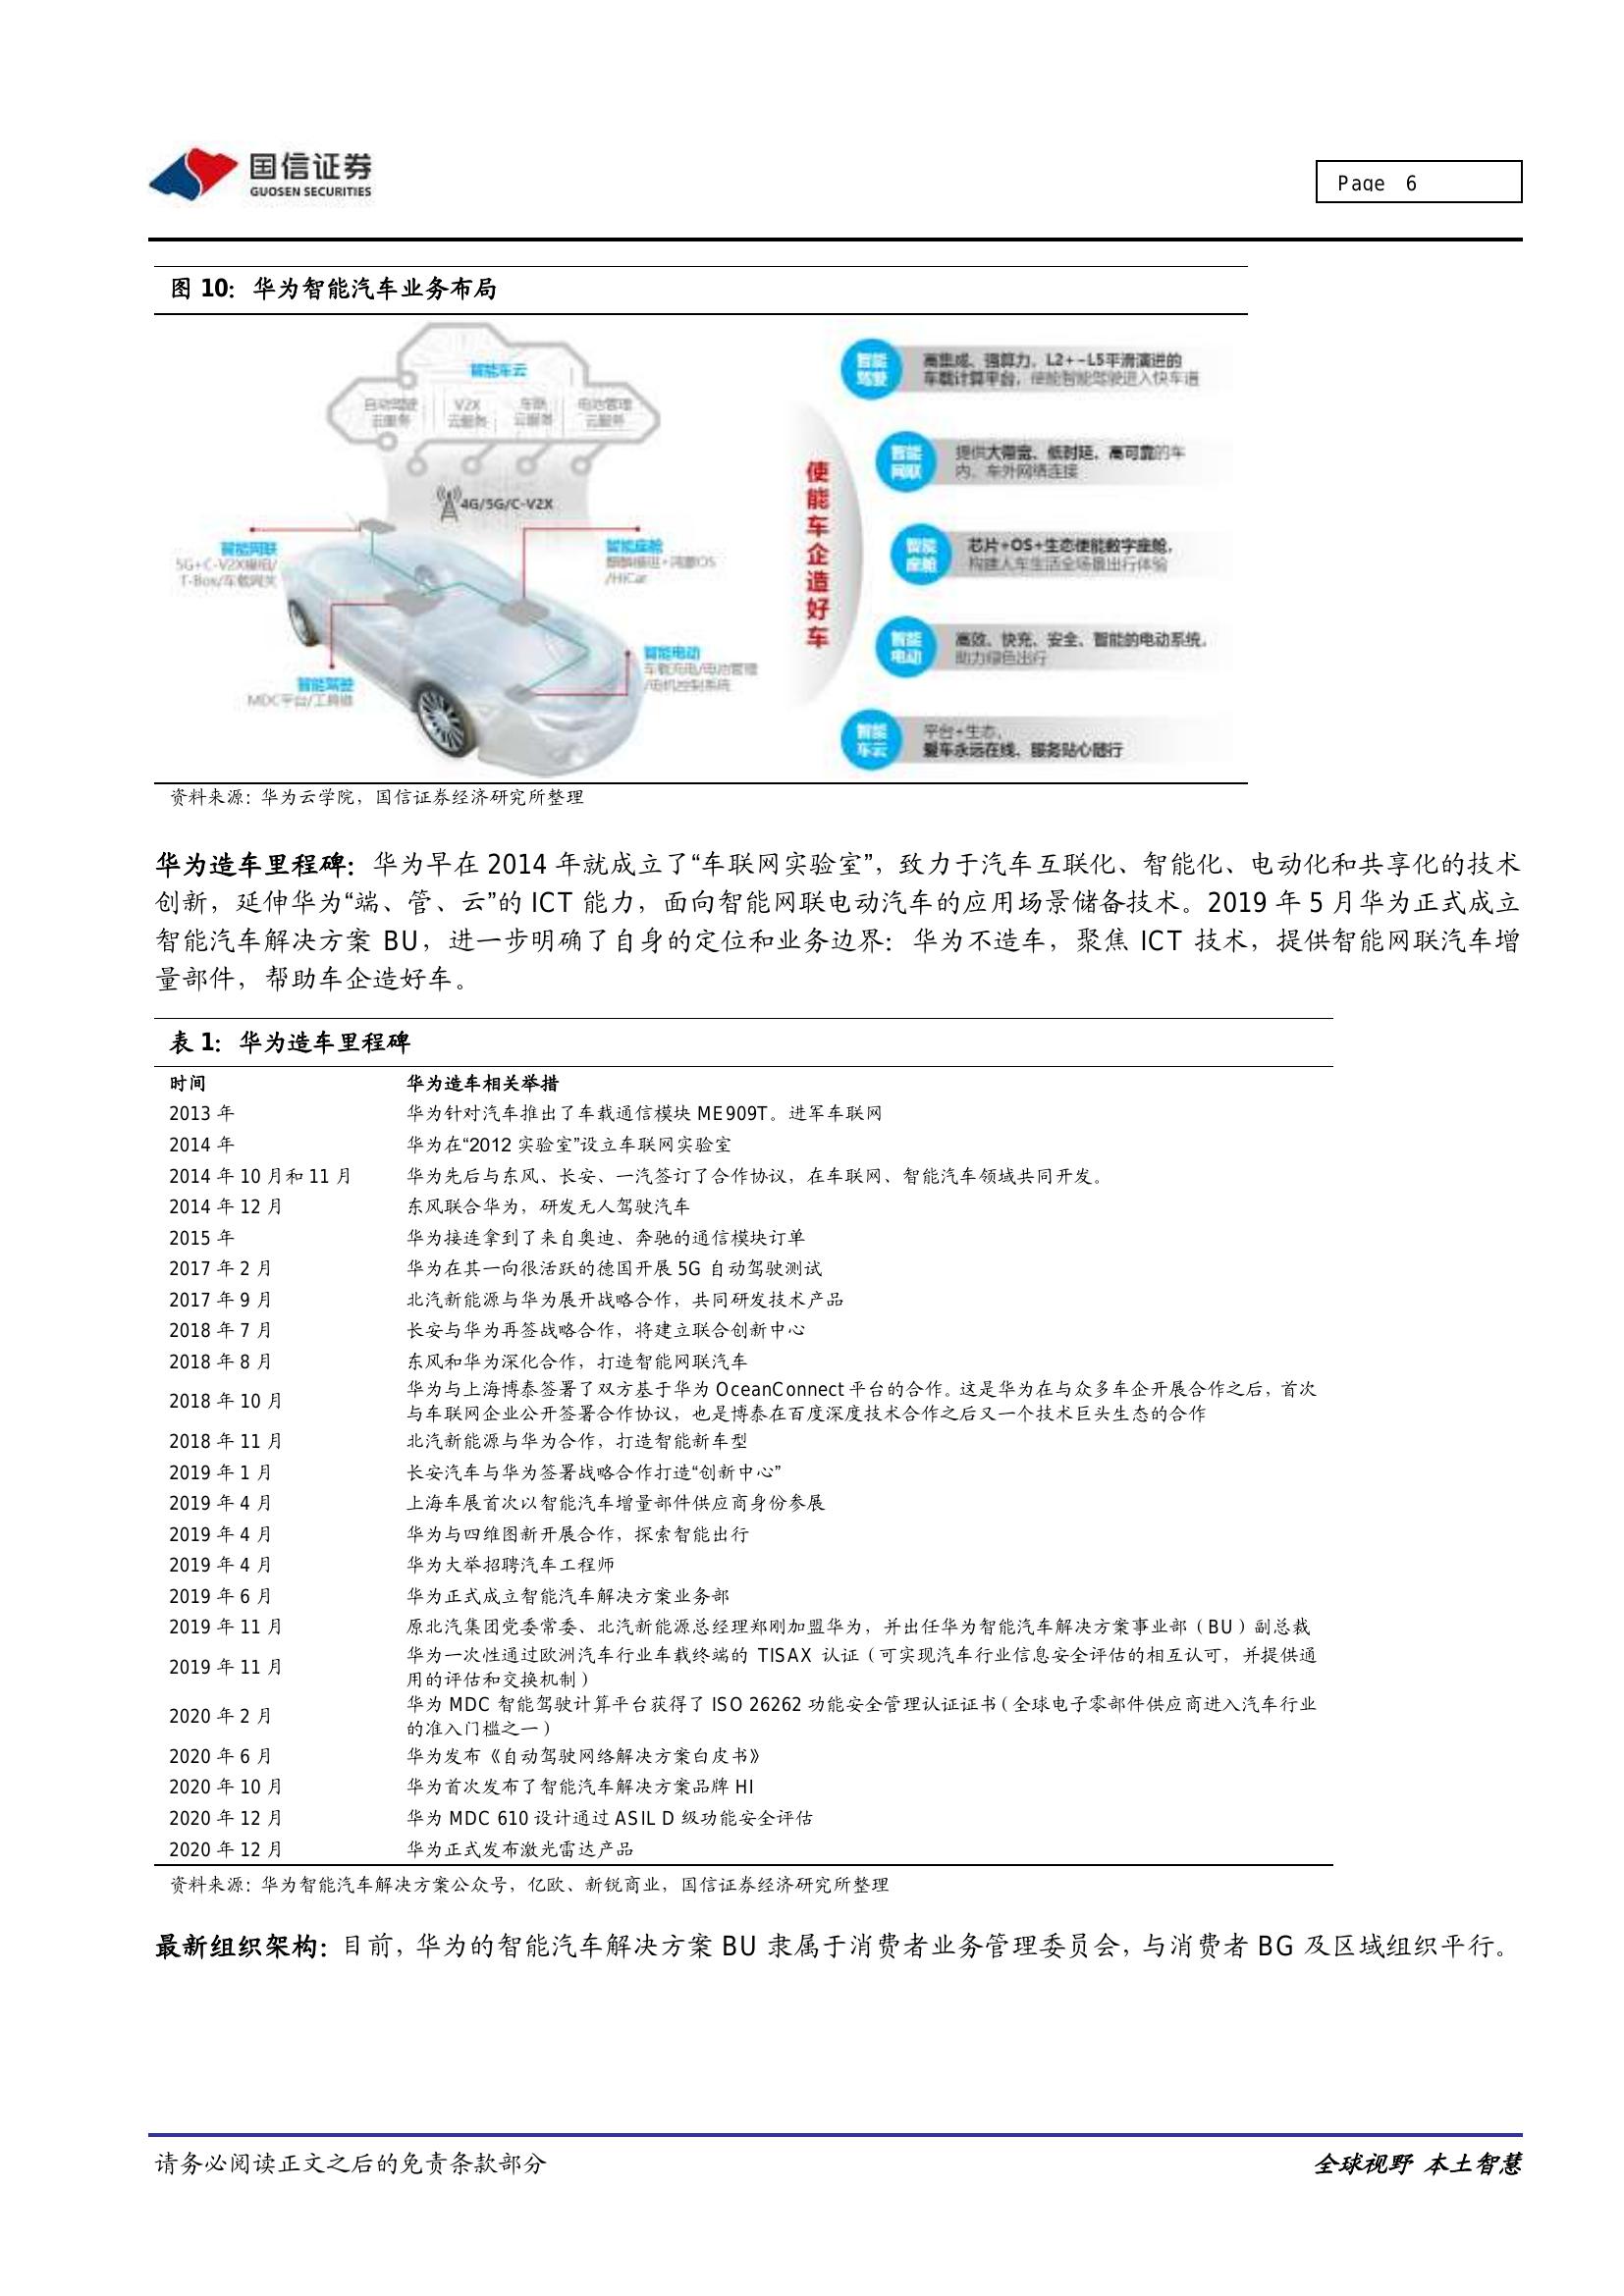 国信证券
GUOSEN SECURITIES
Page 6
图 10：华为智能汽车业务布局
智能车云
自动驾驶
云服务
V2X
云服务
车联
云服务
电池管理
云服务
4G/5G/C-V2X
智能网联
5G+C-V2X模组/
T-Box/车载网关
智能座舱
/HiCar
智能电动
车载充电/电池管理
/电机控制系统
智能驾驶
MDC平台/工具链
使能车企造好车
智能
驾驶
高集成、强算力，L2+~L5平滑演进的
车载计算平台，使能智能驾驶进入快车道
智能
网联
提供大带宽、低时延、高可靠的车
内、车外网络连接
智能
座舱
芯片+OS+生态使能数字座舱，
构建人车生活全场景出行体验
智能
电动
高效、快充、安全、智能的电动系统，
助力绿色出行
智能
车云
平台+生态，
爱车永远在线、服务贴心随行
资料来源：华为云学院，国信证券经济研究所整理
华为造车里程碑：华为早在 2014 年就成立了“车联网实验室”，致力于汽车互联化、智能化、电动化和共享化的技术
创新，延伸华为“端、管、云”的 ICT 能力，面向智能网联电动汽车的应用场景储备技术。2019 年 5 月华为正式成立
智能汽车解决方案 BU，进一步明确了自身的定位和业务边界：华为不造车，聚焦 ICT 技术，提供智能网联汽车增
量部件，帮助车企造好车。
表 1：华为造车里程碑
时间 华为造车相关举措
2013 年 华为针对汽车推出了车载通信模块 ME909T。进军车联网
2014 年 华为在“2012 实验室”设立车联网实验室
2014 年 10 月和 11 月 华为先后与东风、长安、一汽签订了合作协议，在车联网、智能汽车领域共同开发。
2014 年 12 月 东风联合华为，研发无人驾驶汽车
2015 年 华为接连拿到了来自奥迪、奔驰的通信模块订单
2017 年 2 月 华为在其一向很活跃的德国开展 5G 自动驾驶测试
2017 年 9 月 北汽新能源与华为展开战略合作，共同研发技术产品
2018 年 7 月 长安与华为再签战略合作，将建立联合创新中心
2018 年 8 月 东风和华为深化合作，打造智能网联汽车
2018 年 10 月 华为与上海博泰签署了双方基于华为 OceanConnect 平台的合作。这是华为在与众多车企开展合作之后，首次
与车联网企业公开签署合作协议，也是博泰在百度深度技术合作之后又一个技术巨头生态的合作
2018 年 11 月 北汽新能源与华为合作，打造智能新车型
2019 年 1 月 长安汽车与华为签署战略合作打造“创新中心”
2019 年 4 月 上海车展首次以智能汽车增量部件供应商身份参展
2019 年 4 月 华为与四维图新开展合作，探索智能出行
2019 年 4 月 华为大举招聘汽车工程师
2019 年 6 月 华为正式成立智能汽车解决方案业务部
2019 年 11 月 原北汽集团党委常委、北汽新能源总经理郑刚加盟华为，并出任华为智能汽车解决方案事业部（BU）副总裁
2019 年 11 月 华为一次性通过欧洲汽车行业车载终端的 TISAX 认证（可实现汽车行业信息安全评估的相互认可，并提供通
用的评估和交换机制）
2020 年 2 月 华为 MDC 智能驾驶计算平台获得了 ISO 26262 功能安全管理认证证书（全球电子零部件供应商进入汽车行业
的准入门槛之一）
2020 年 6 月 华为发布《自动驾驶网络解决方案白皮书》
2020 年 10 月 华为首次发布了智能汽车解决方案品牌 HI
2020 年 12 月 华为 MDC 610 设计通过 ASIL D 级功能安全评估
2020 年 12 月 华为正式发布激光雷达产品
资料来源：华为智能汽车解决方案公众号，亿欧、新锐商业，国信证券经济研究所整理
最新组织架构：目前，华为的智能汽车解决方案 BU 隶属于消费者业务管理委员会，与消费者 BG 及区域组织平行。
请务必阅读正文之后的免责条款部分
全球视野 本土智慧